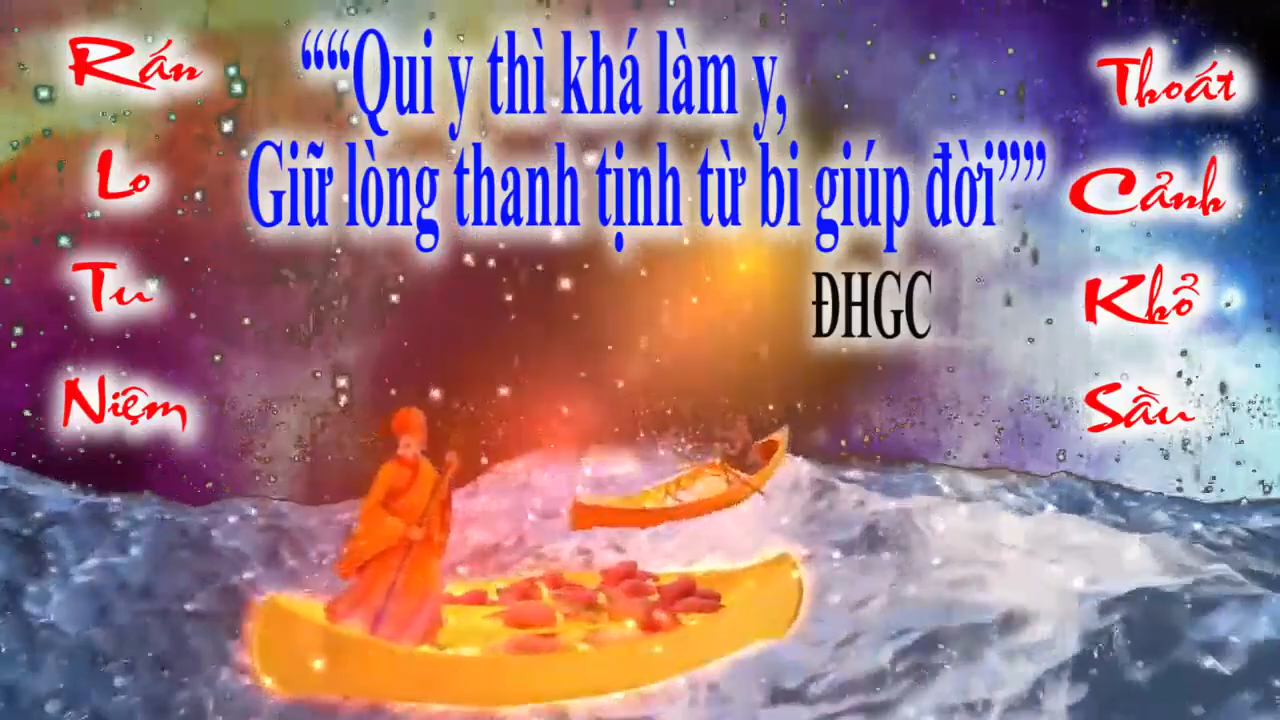 Rán
Lo
Tu
Niệm
““Qui y thì khá làm y,
Giữ lòng thanh tịnh từ bi giúp đời””
ĐHGC
Thoát
Cảnh
Khổ
Sầu